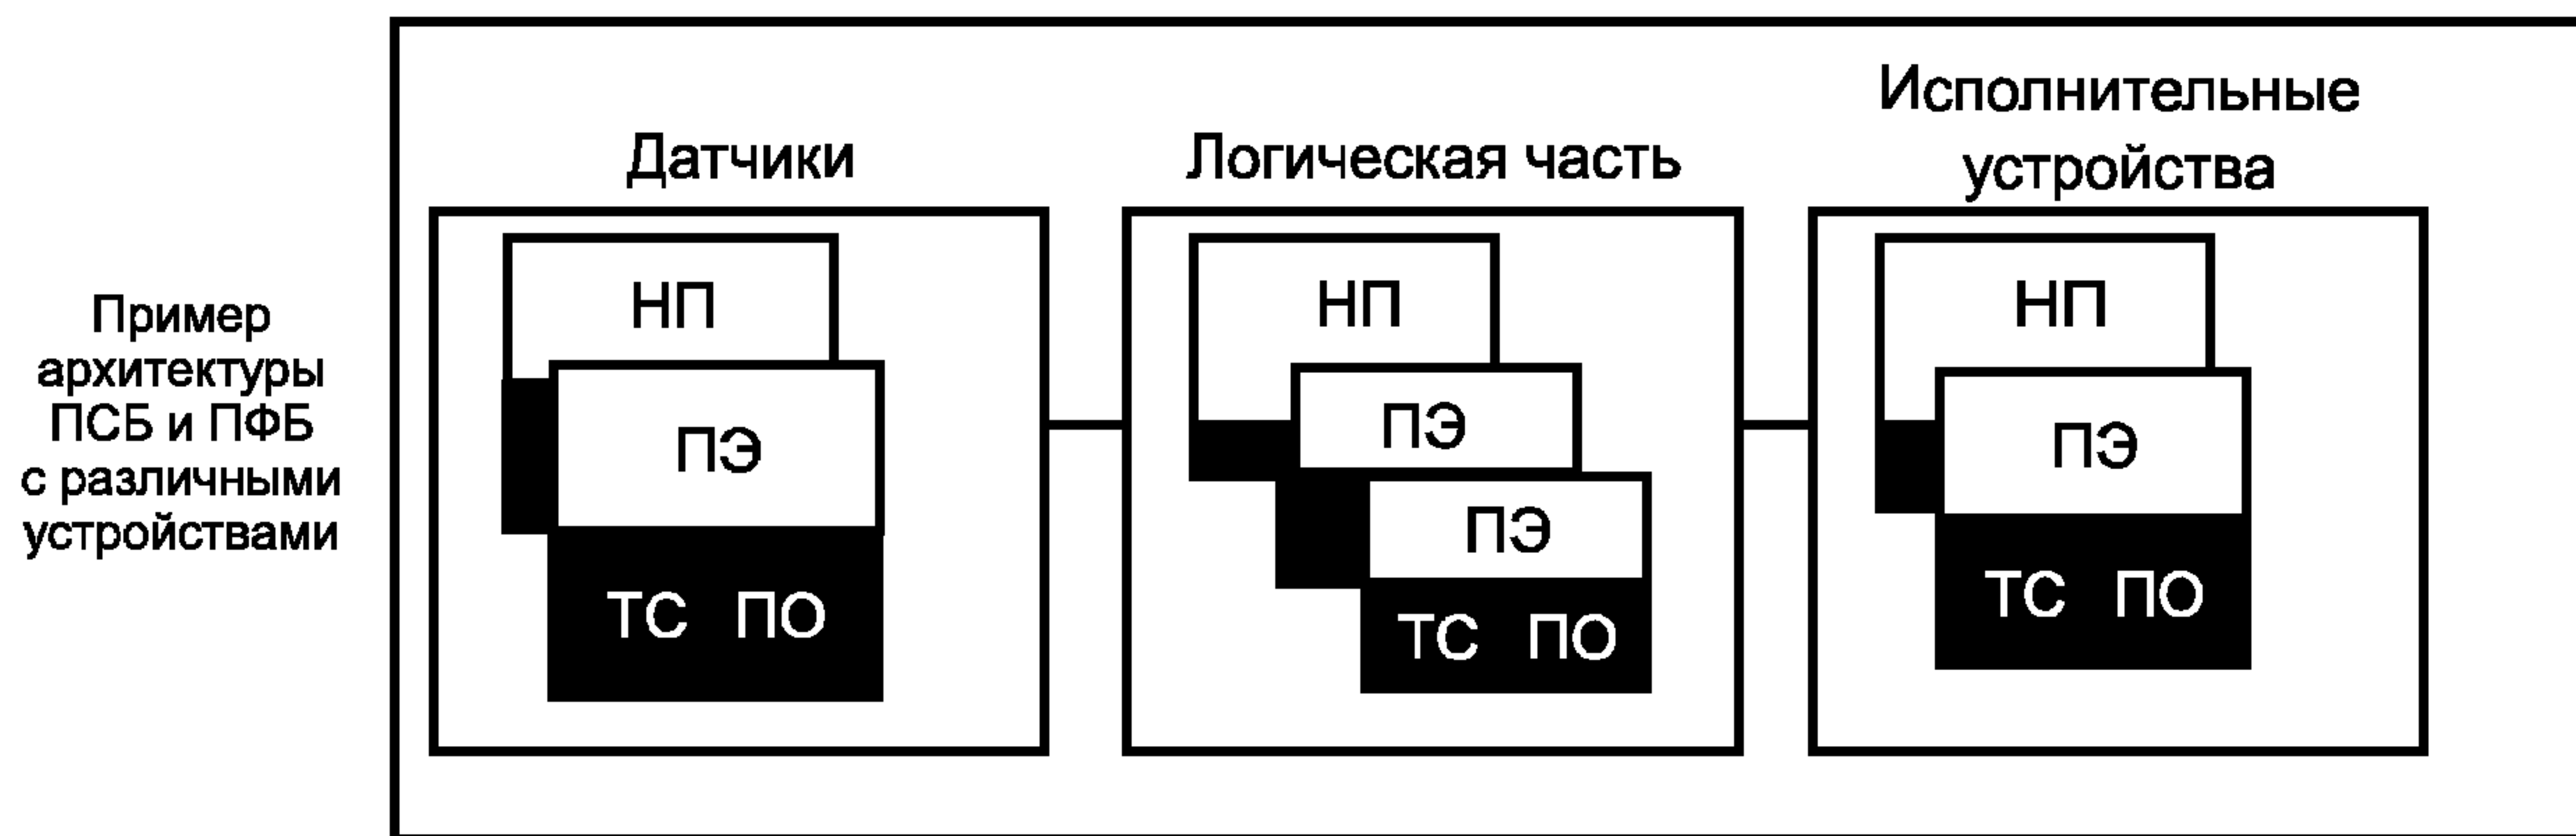 Пример
архитектуры
ПСБ и ПФБ
с различными
устройствами
Датчики
НП
ПЭ
ТС ПО
Логическая часть
НП
ПЭ
ПЭ
ТС ПО
Исполнительные
устройства
НП
ПЭ
ТС ПО